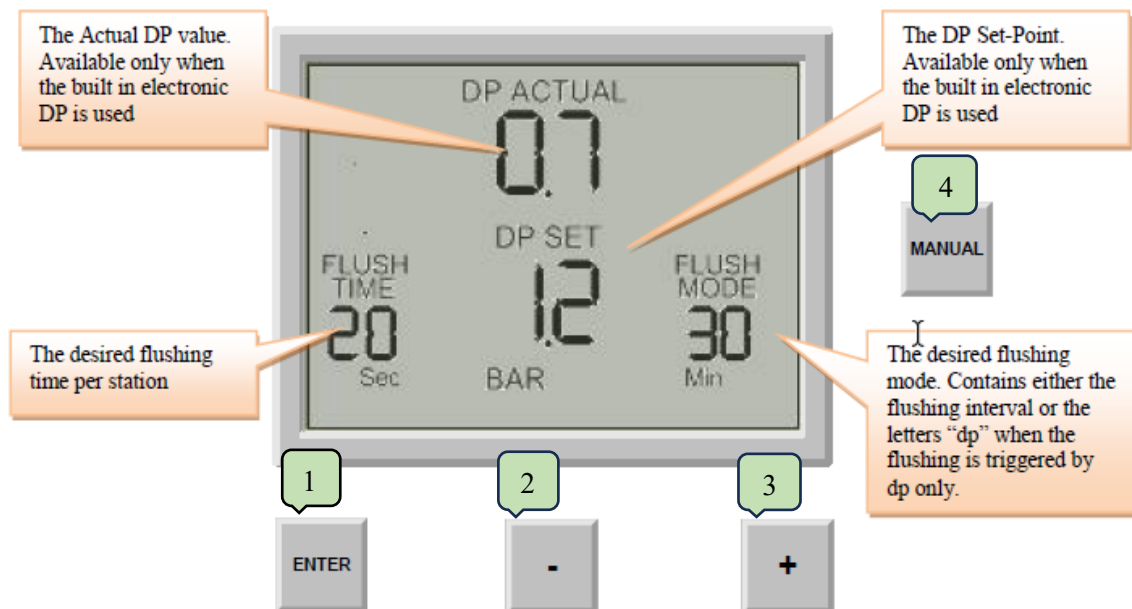 The Actual DP value.
Available only when
the built in electronic
DP is used
The DP Set-Point.
Available only when
the built in electronic
DP is used
DP ACTUAL
0.7
4
MANUAL
DP SET
1.2
BAR
FLUSH
TIME
20
Sec
FLUSH
MODE
30
Min
The desired flushing
time per station
The desired flushing
mode. Contains either the
flushing interval or the
letters “dp” when the
flushing is triggered by
dp only.
1
2
3
ENTER
-
+